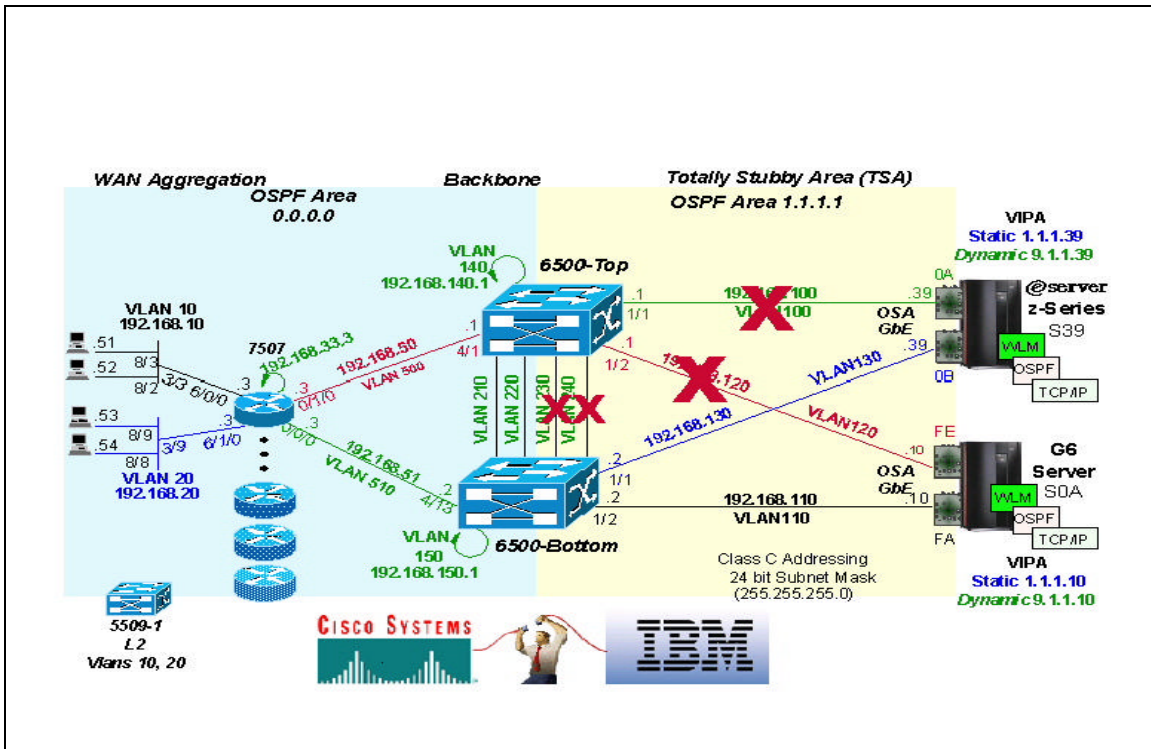 WAN Aggregation
Backbone
Totally Stubby Area (TSA)
OSPF Area
0.0.0.0
OSPF Area 1.1.1.1
VIPA
Static 1.1.1.39
Dynamic 9.1.1.39
VLAN
140
192.168.140.1
6500-Top
0A
@server
z-Series
S39
.39
OSA
GbE
.39
0B
WLM
OSPF
TCP/IP
.1
1/1
VLAN100
.1
1/2
VLAN130
192.168.130
VLAN120
VLAN 10
192.168.10
.51
8/3
.52
8/2
3/3
6/0/0
7507
192.168.33.3
.3
.3
0/1/0
192.168.50
VLAN 500
.1
4/1
VLAN 210
VLAN 220
VLAN 230
VLAN 240
.53
8/9
.54
8/8
3/9
6/1/0
.3
VLAN 20
192.168.20
0/0/0
.3
192.168.51
VLAN 510
.2
4/13
.2
1/1
.2
1/2
192.168.110
VLAN110
FE
.10
OSA
GbE
.10
FA
G6
Server
S0A
WLM
OSPF
TCP/IP
VLAN
150
192.168.150.1
6500-Bottom
Class C Addressing
24 bit Subnet Mask
(255.255.255.0)
VIPA
Static 1.1.1.10
Dynamic 9.1.1.10
5509-1
L2
Vlans 10, 20
CISCO SYSTEMS
IBM